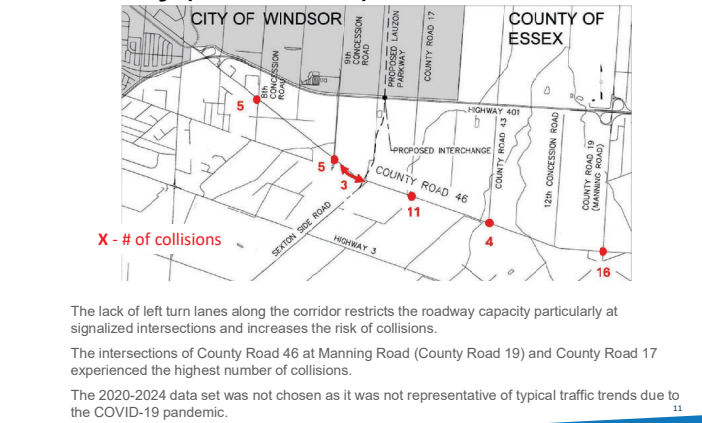 CITY OF WINDSOR
COUNTY OF
ESSEX
8th
CONCESSION
ROAD
9th
CONCESSION
ROAD
PROPOSED LAUZON
PARKWAY
COUNTY ROAD 17
HIGHWAY 401
PROPOSED INTERCHANGE
COUNTY ROAD 43
12th CONCESSION ROAD
COUNTY ROAD 19
(MANNING ROAD)
COUNTY ROAD 46
SEXTON SIDE ROAD
HIGHWAY 3
5
5
3
11
4
16
X - # of collisions
The lack of left turn lanes along the corridor restricts the roadway capacity particularly at
signalized intersections and increases the risk of collisions.
The intersections of County Road 46 at Manning Road (County Road 19) and County Road 17
experienced the highest number of collisions.
The 2020-2024 data set was not chosen as it was not representative of typical traffic trends due to
the COVID-19 pandemic.
11